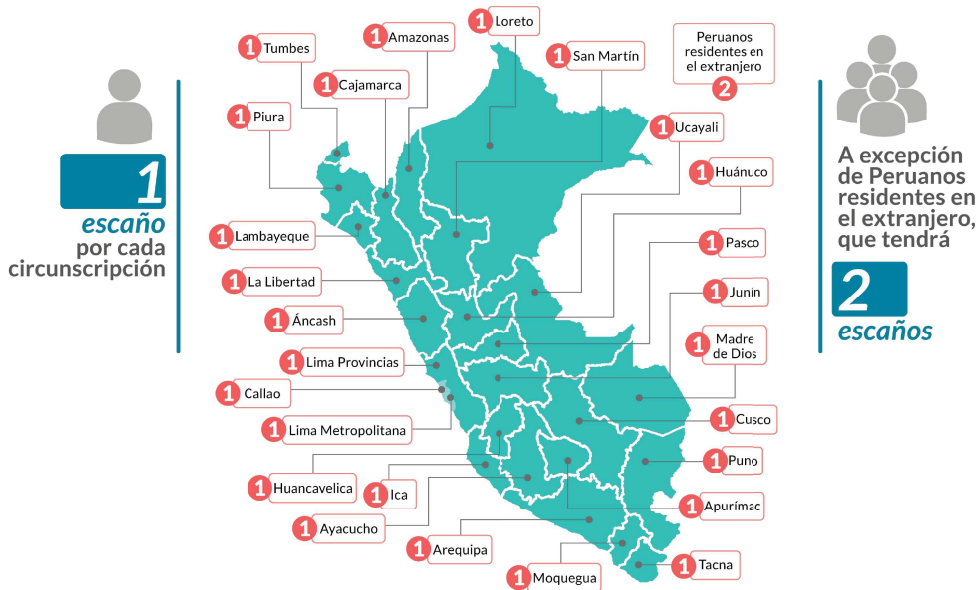 1
escaño
por cada
circunscripción
1 Tumbes
1 Amazonas
1 Loreto
1 San Martín
Peruanos
residentes en
el extranjero
2
1 Cajamarca
1 Piura
1 Ucayali
1 Huánuco
1 Lambayeque
1 Pasco
1 La Libertad
1 Junín
1 Áncash
1 Madre
de Dios
1 Lima Provincias
1 Callao
1 Cusco
1 Lima Metropolitana
1 Puno
1 Huancavelica
1 Ica
1 Apurímac
1 Ayacucho
1 Arequipa
1 Tacna
1 Moquegua
A excepción
de Peruanos
residentes en
el extranjero,
que tendrá
2
escaños